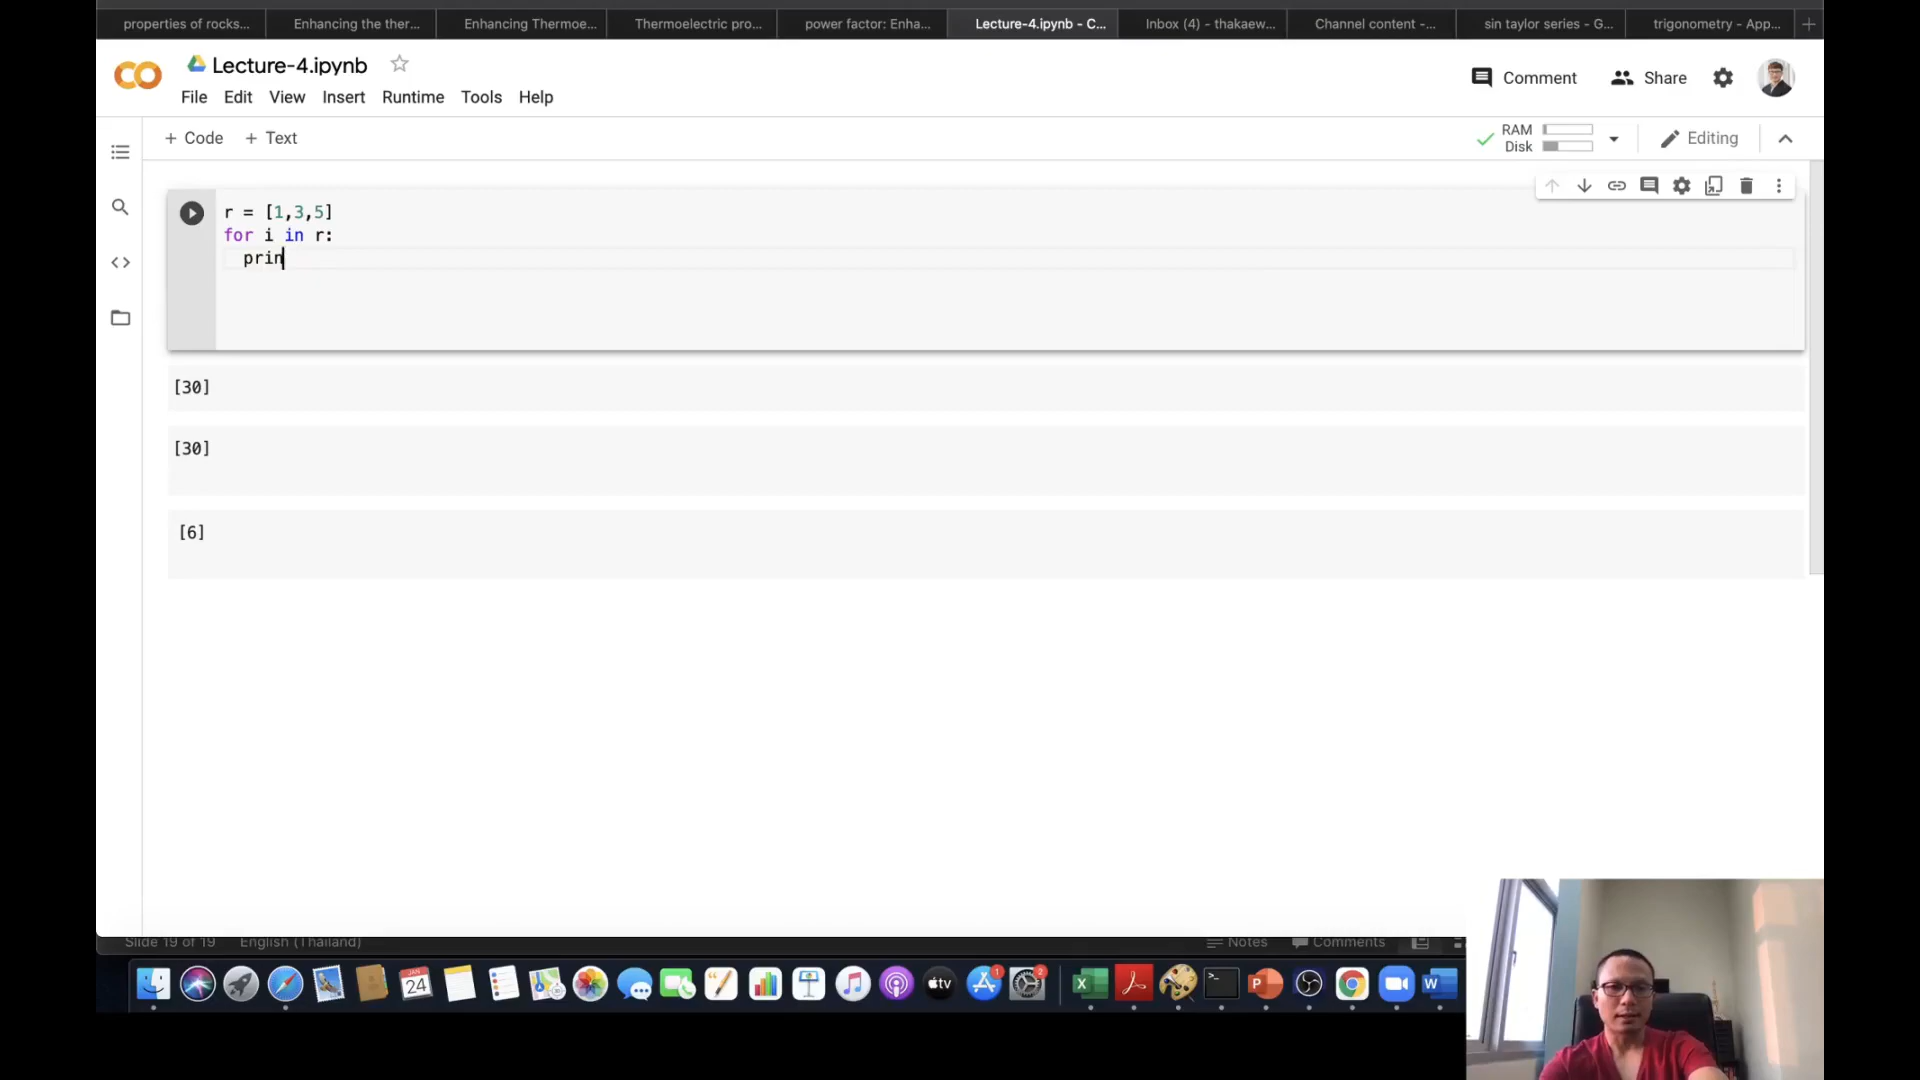 properties of rocks...
Enhancing the ther...
Enhancing Thermoe...
Thermoelectric pro...
power factor: Enha...
Lecture-4.ipynb - C...
Inbox (4) - thakaew...
Channel content -...
sin taylor series - G...
trigonometry - App...
Lecture-4.ipynb
Comment
Share
File Edit View Insert Runtime Tools Help
+ Code + Text
RAM
Disk
Editing
r = [1,3,5]
for i in r:
prin
[30]
[30]
[6]
Slide 19 of 19 English (Thailand)
Notes Comments
JAN
24
tv
1
2
X
>_
P
W